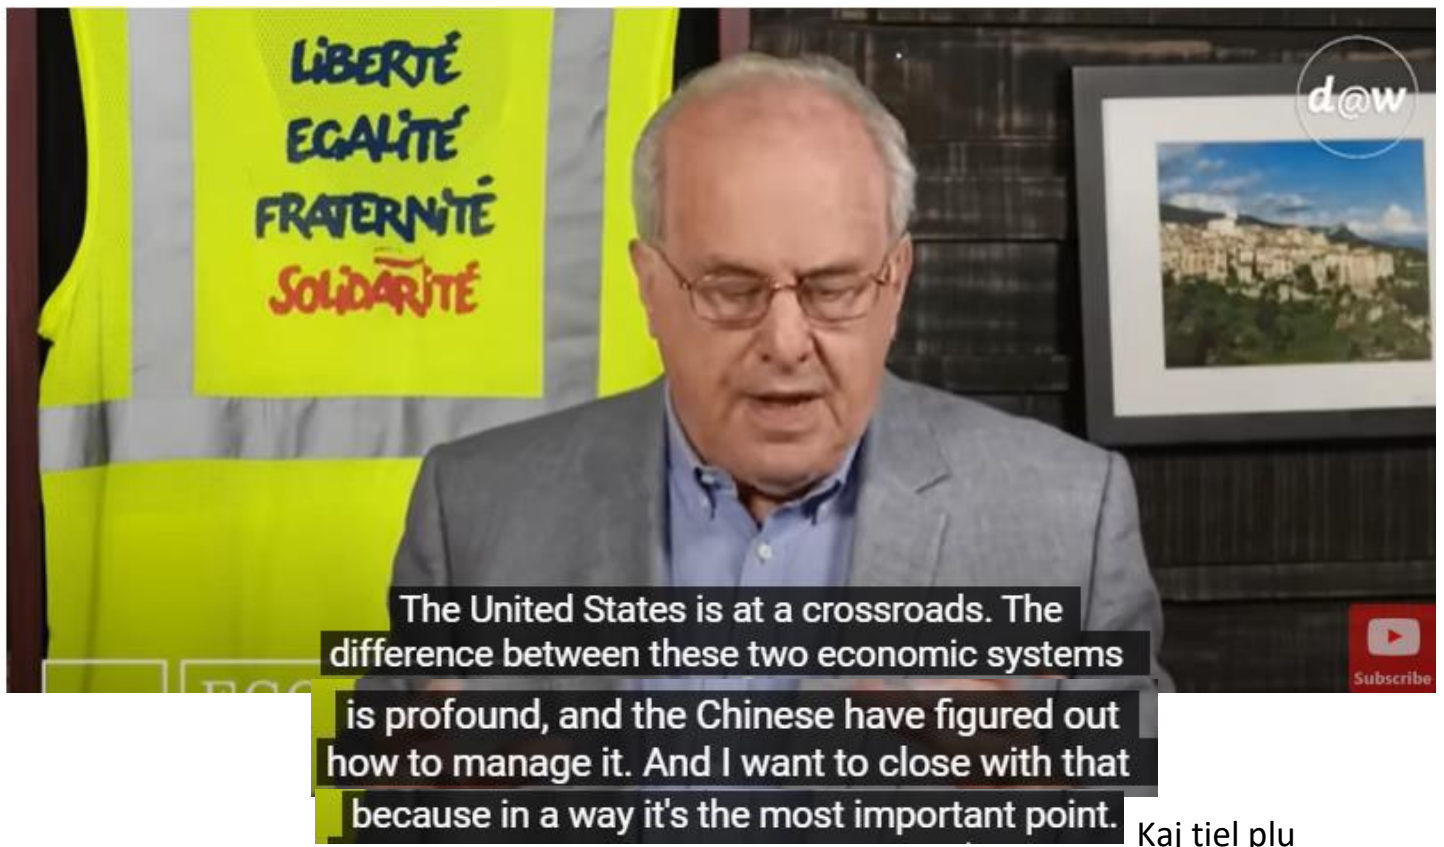 LIBERTÉ
EGALITÉ
FRATERNITÉ
SOLIDARITÉ
d@w
The United States is at a crossroads. The
difference between these two economic systems
Subscribe
is profound, and the Chinese have figured out
how to manage it. And I want to close with that
because in a way it's the most important point.
Kaj tiel plu